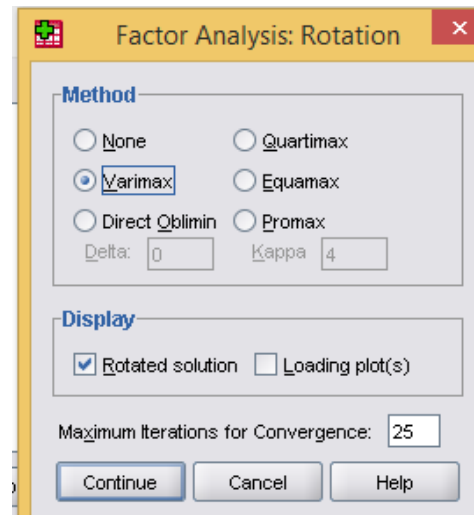 Factor Analysis: Rotation
Method
None Quartimax
Varimax Equamax
Direct Oblimin Promax
Delta: 0 Kappa 4
Display
Rotated solution Loading plot(s)
Maximum Iterations for Convergence: 25
Continue Cancel Help